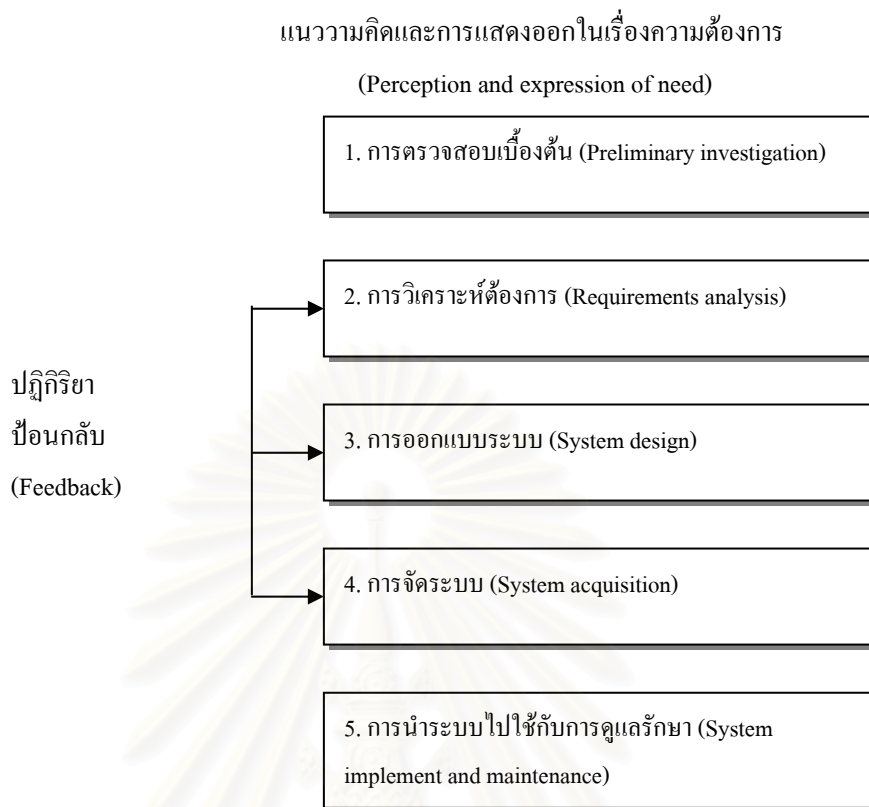 แนววามคิดและการแสดงออกในเรื่องความต้องการ
(Perception and expression of need)
1. การตรวจสอบเบื้องต้น (Preliminary investigation)
2. การวิเคราะห์ต้องการ (Requirements analysis)
ปฏิกิริยา
ป้อนกลับ
(Feedback)
3. การออกแบบระบบ (System design)
4. การจัดระบบ (System acquisition)
5. การนำระบบไปใช้กับการดูแลรักษา (System
implement and maintenance)